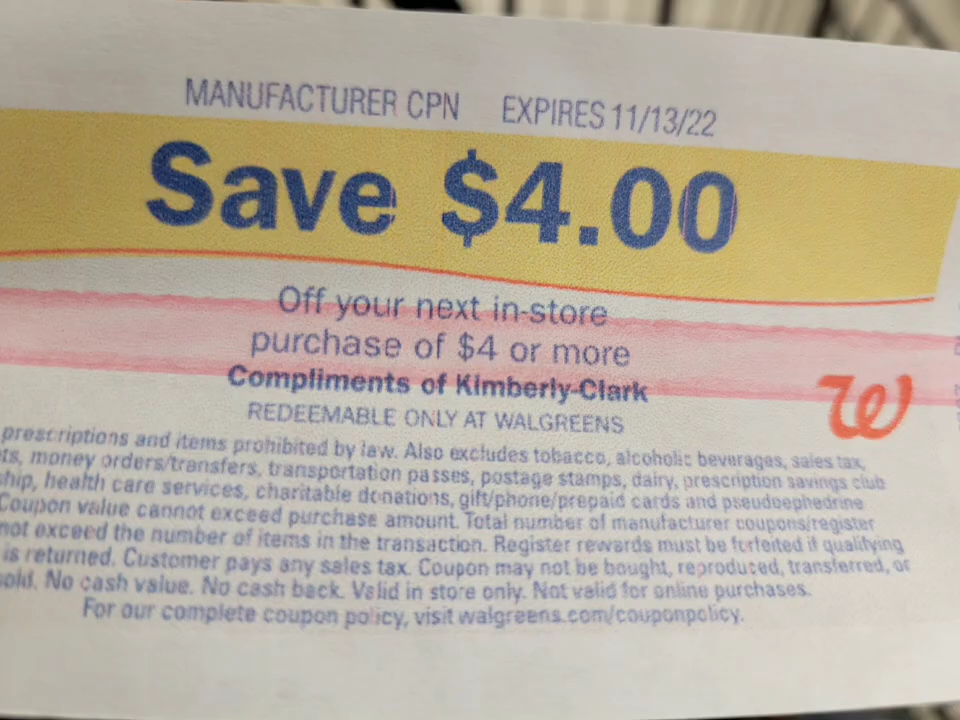 MANUFACTURER CPN EXPIRES 11/13/22
Save $4.00
Off your next in-store
purchase of $4 or more
Compliments of Kimberly-Clark
REDEEMABLE ONLY AT WALGREENS
W
prescriptions and items prohibited by law. Also excludes tobacco, alcoholic beverages, sales tax,
ts, money orders/transfers, transportation passes, postage stamps, dairy, prescription savings club
ship, health care services, charitable donations, gift/phone/prepaid cards and pseudoephedrine
Coupon value cannot exceed purchase amount. Total number of manufacturer coupons/register
not exceed the number of items in the transaction. Register rewards must be forfeited if qualifying
is returned. Customer pays any sales tax. Coupon may not be bought, reproduced, transferred, or
sold. No cash value. No cash back. Valid in store only. Not valid for online purchases.
For our complete coupon policy, visit walgreens.com/couponpolicy.